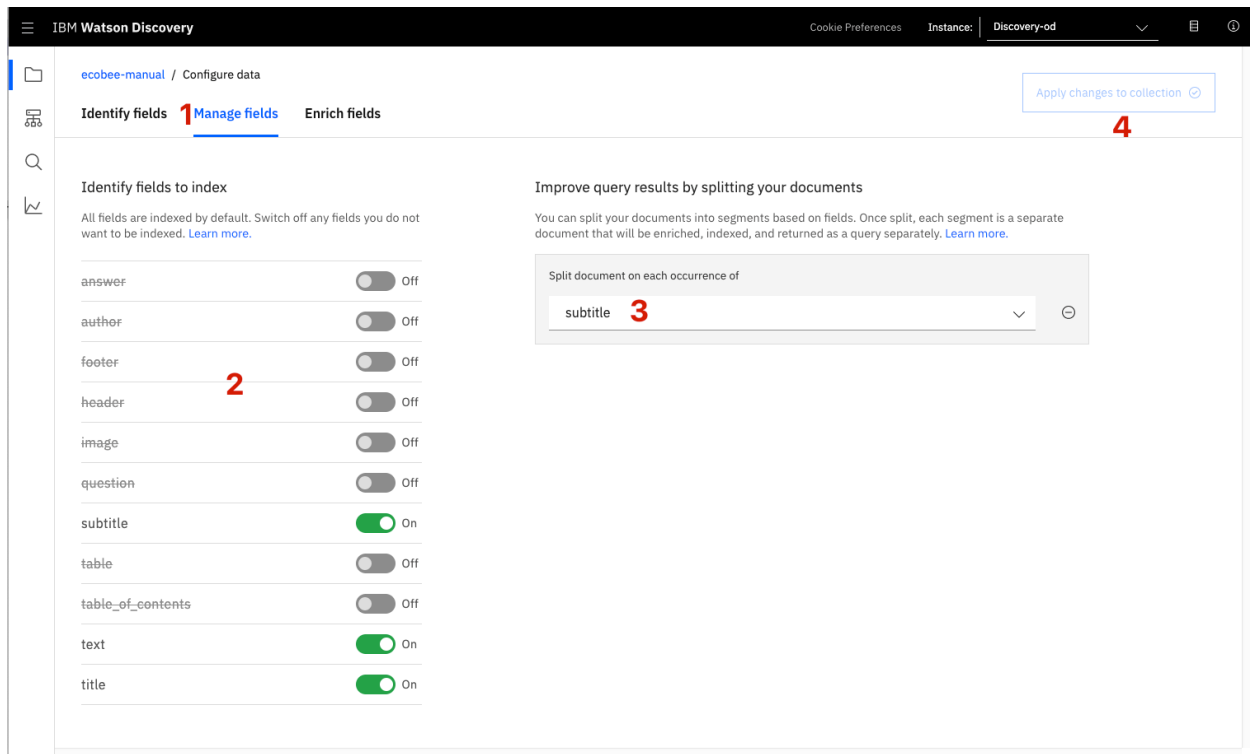 IBM Watson Discovery
Cookie Preferences
Instance:
Discovery-od
ecobee-manual / Configure data
Apply changes to collection
4
Identify fields
1
Manage fields
Enrich fields
Identify fields to index
All fields are indexed by default. Switch off any fields you do not
want to be indexed. Learn more.
answer Off
author Off
footer Off
2
header Off
image Off
question Off
subtitle On
table Off
table_of_contents Off
text On
title On
Improve query results by splitting your documents
You can split your documents into segments based on fields. Once split, each segment is a separate
document that will be enriched, indexed, and returned as a query separately. Learn more.
Split document on each occurrence of
subtitle 3